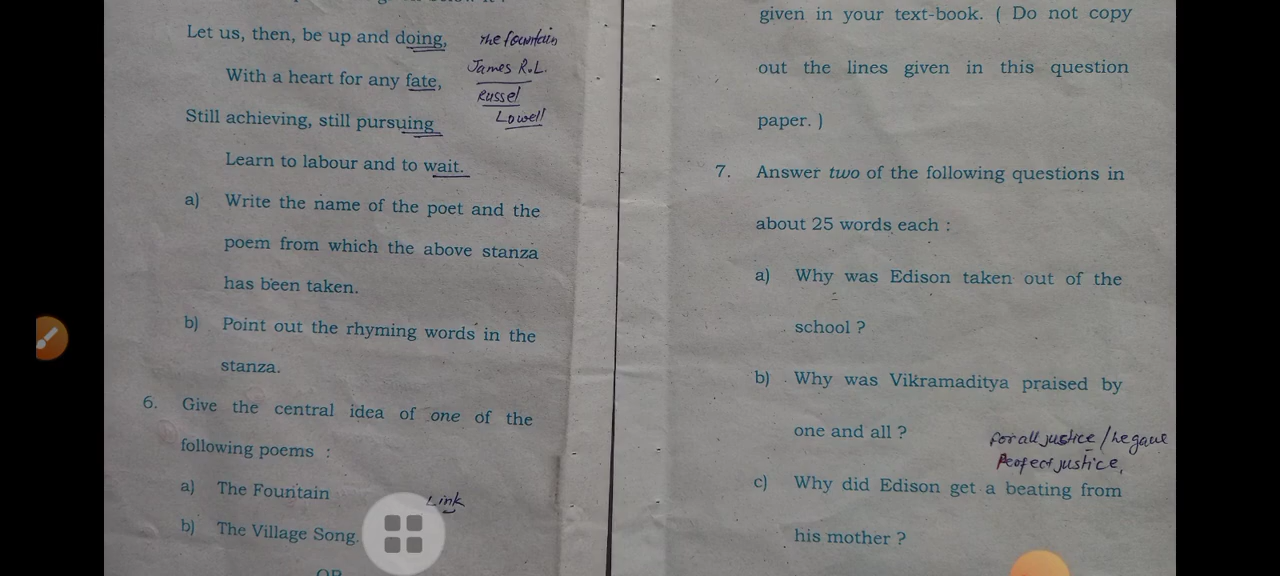 Let us, then, be up and doing,
the fountain
With a heart for any fate,
James R.L.
Russel
Still achieving, still pursuing
Lowell
Learn to labour and to wait.
a) Write the name of the poet and the
poem from which the above stanza
has been taken.
b) Point out the rhyming words in the
stanza.
6. Give the central idea of one of the
following poems :
a) The Fountain
Link
b) The Village Song.
OR
given in your text-book. ( Do not copy
out the lines given in this question
paper. )
7. Answer two of the following questions in
about 25 words each :
a) Why was Edison taken out of the
school ?
b) Why was Vikramaditya praised by
one and all ?
for all justice / he gave
justice,
c) Why did Edison get a beating from
his mother ?